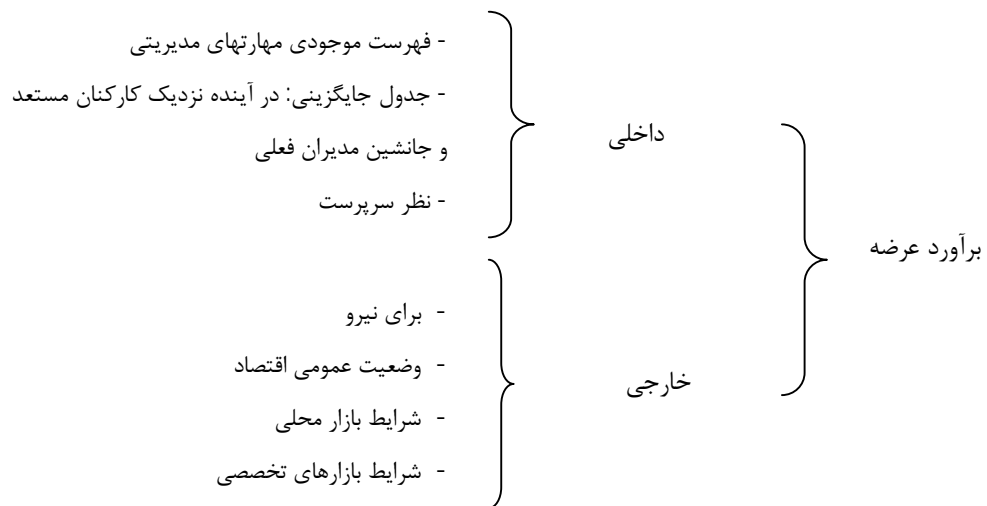 برآورد عرضه
داخلی
- فهرست موجودی مهارتهای مدیریتی
- جدول جایگزینی: در آینده نزدیک کارکنان مستعد
و جانشین مدیران فعلی
- نظر سرپرست
خارجی
- برای نیرو
- وضعیت عمومی اقتصاد
- شرایط بازار محلی
- شرایط بازارهای تخصصی